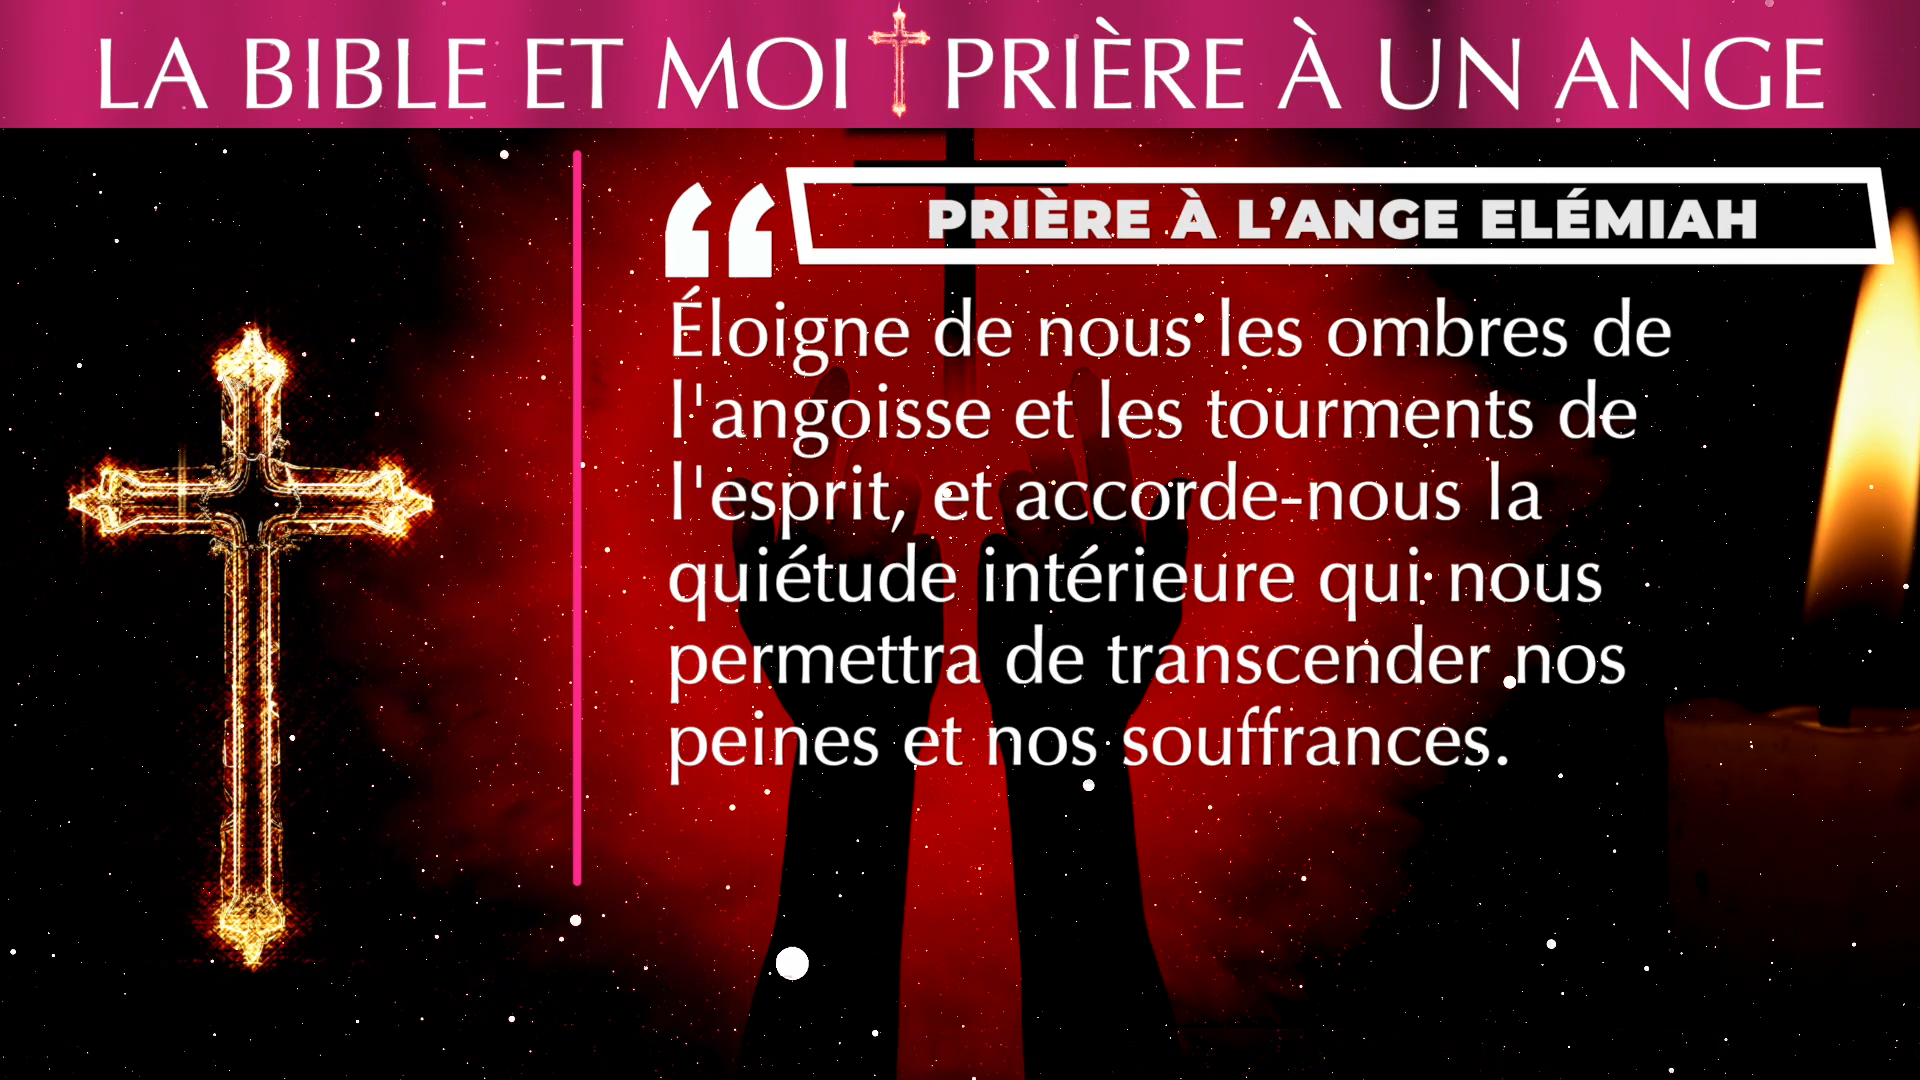 LA BIBLE ET MOI PRIÈRE À UN ANGE
PRIÈRE À L’ANGE ELÉMIAH
“
Éloigne de nous les ombres de
l'angoisse et les tourments de
l'esprit, et accorde-nous la
quiétude intérieure qui nous
permettra de transcender nos
peines et nos souffrances.